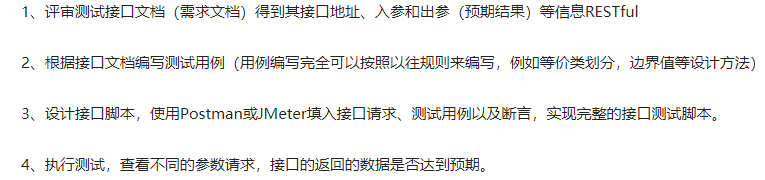 1、评审测试接口文档（需求文档）得到其接口地址、入参和出参（预期结果）等信息RESTful
2、根据接口文档编写测试用例（用例编写完全可以按照以往规则来编写，例如等价类划分，边界值等设计方法）
3、设计接口脚本，使用Postman或JMeter填入接口请求、测试用例以及断言，实现完整的接口测试脚本。
4、执行测试，查看不同的参数请求，接口的返回的数据是否达到预期。